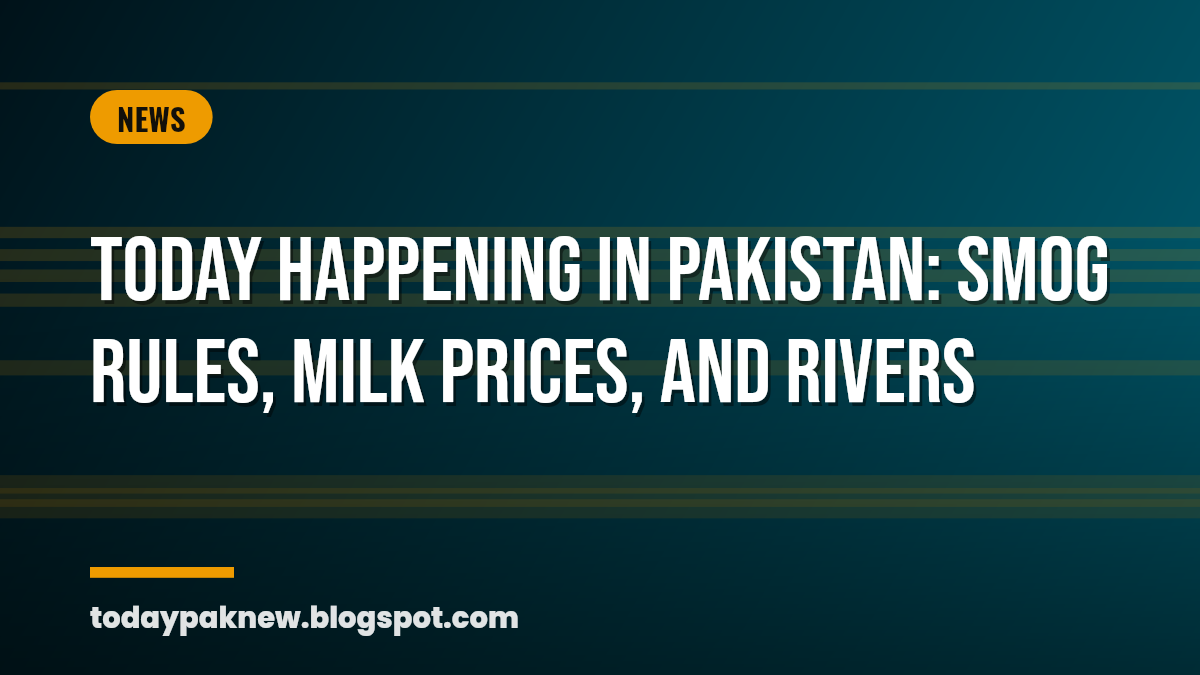 NEWS
TODAY HAPPENING IN PAKISTAN: SMOG
RULES, MILK PRICES, AND RIVERS
todaypaknew.blogspot.com